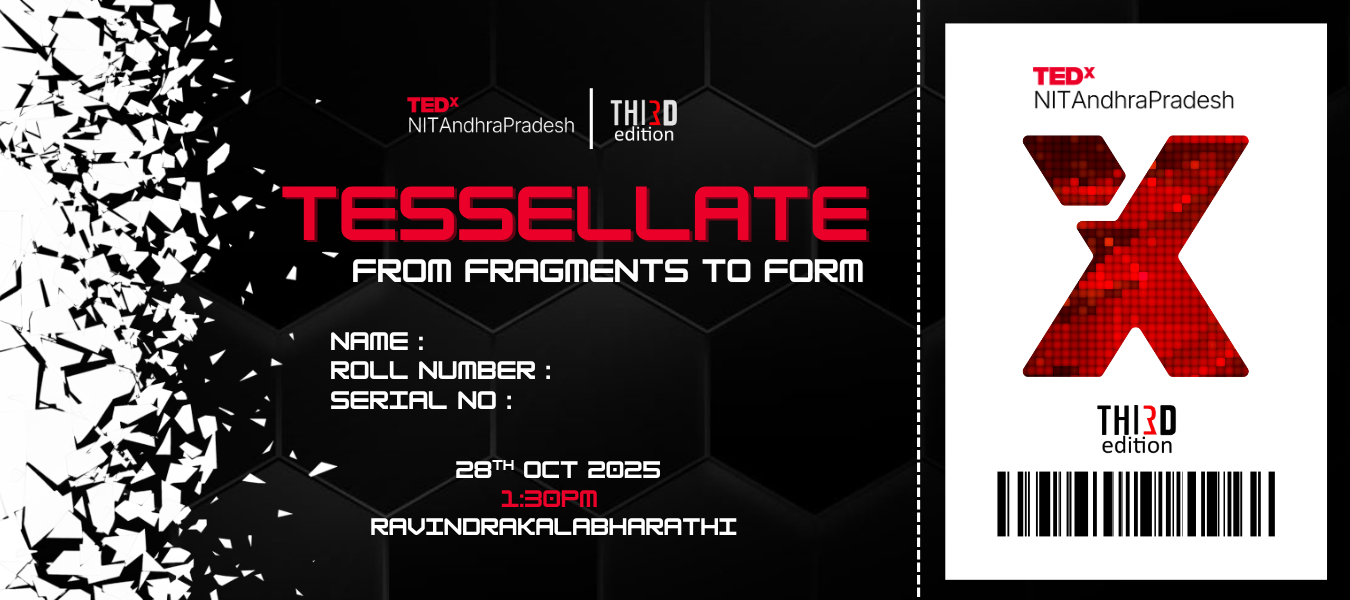 TEDx
NITAndhraPradesh
THI3D
edition
TESSELLATE
FROM FRAGMENTS TO FORM
NAME :
ROLL NUMBER :
SERIAL NO :
28TH OCT 2025
1:30PM
RAVINDRAKALABHARATHI
TEDx
NITAndhraPradesh
X
THI3D
edition